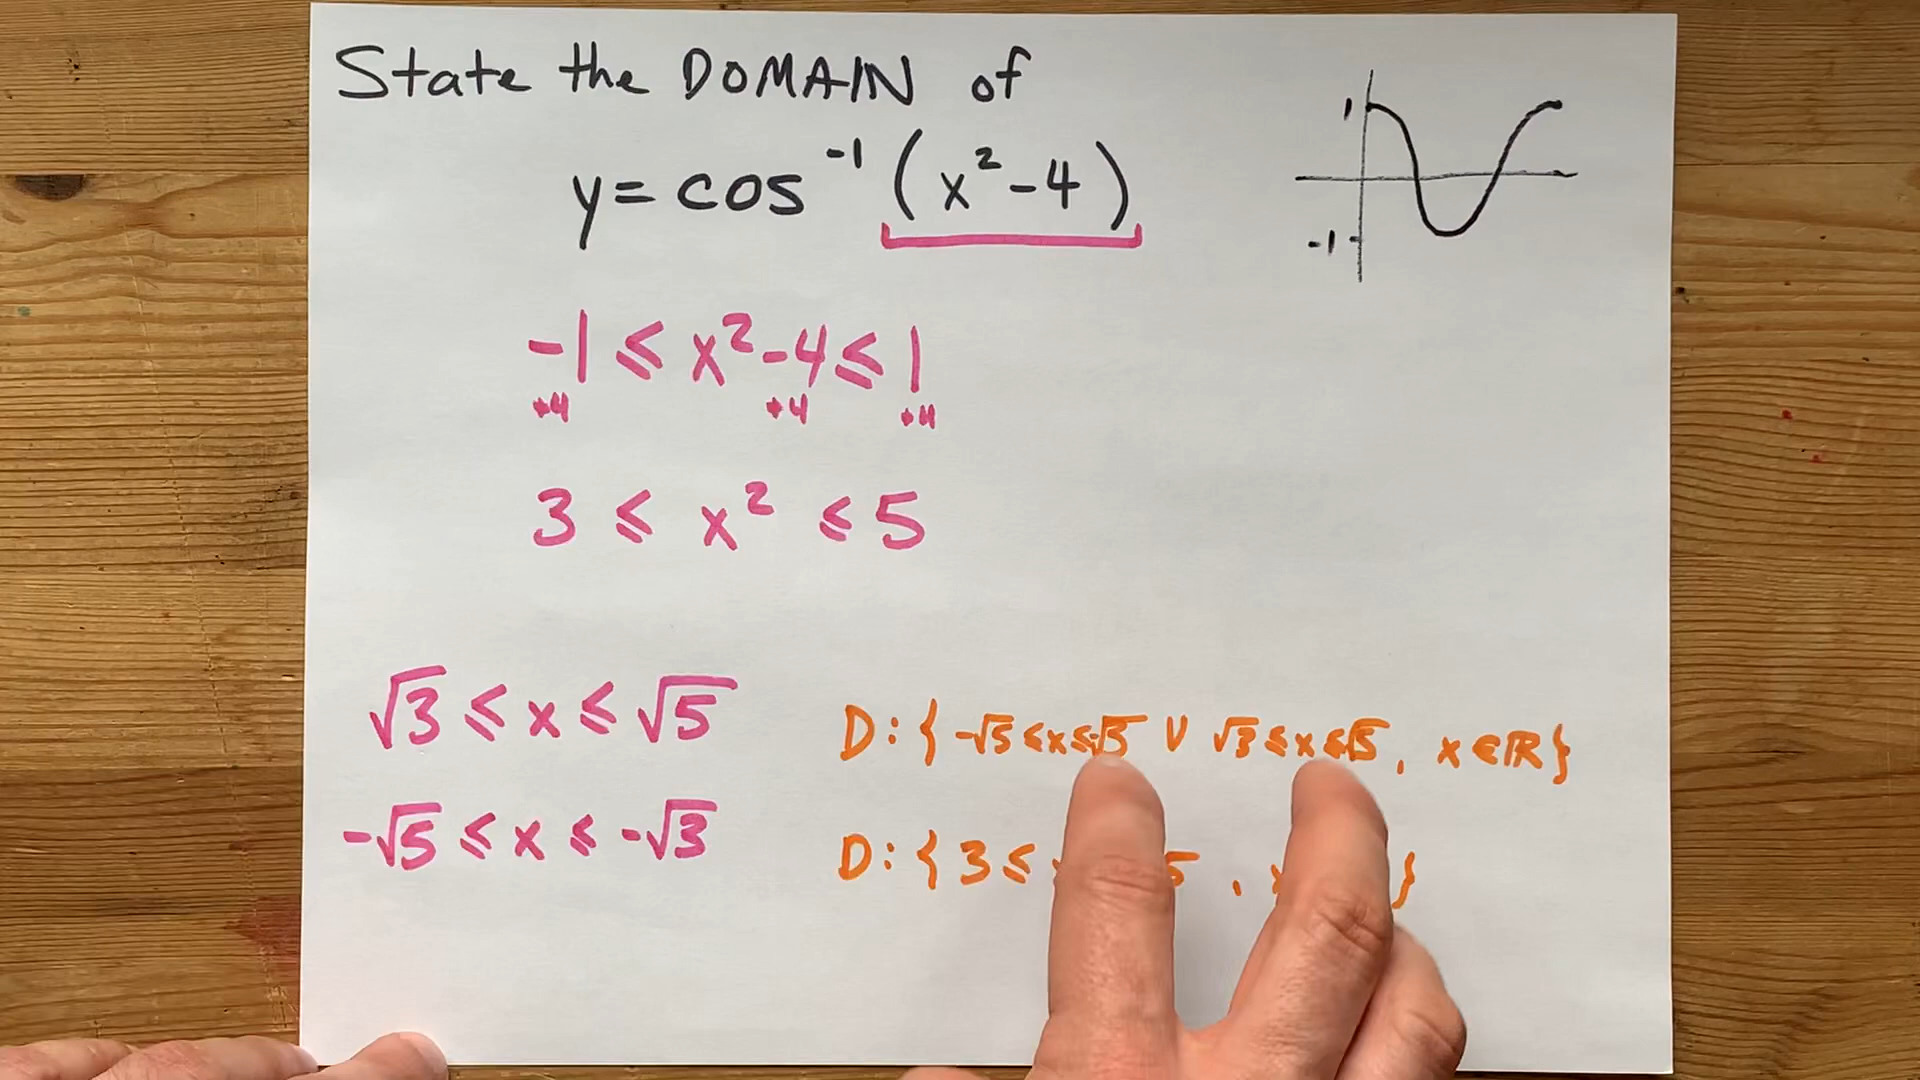 State the DOMAIN of
y = cos⁻¹ (x² - 4)
1
-1
-1 ≤ x² - 4 ≤ 1
+4 +4 +4
3 ≤ x² ≤ 5
√3 ≤ x ≤ √5
D: { -√5 ≤ x ≤ -√3 ∪ √3 ≤ x ≤ √5 , x ∈ ℝ }
-√5 ≤ x ≤ -√3
D: { 3 ≤ 5 , x }